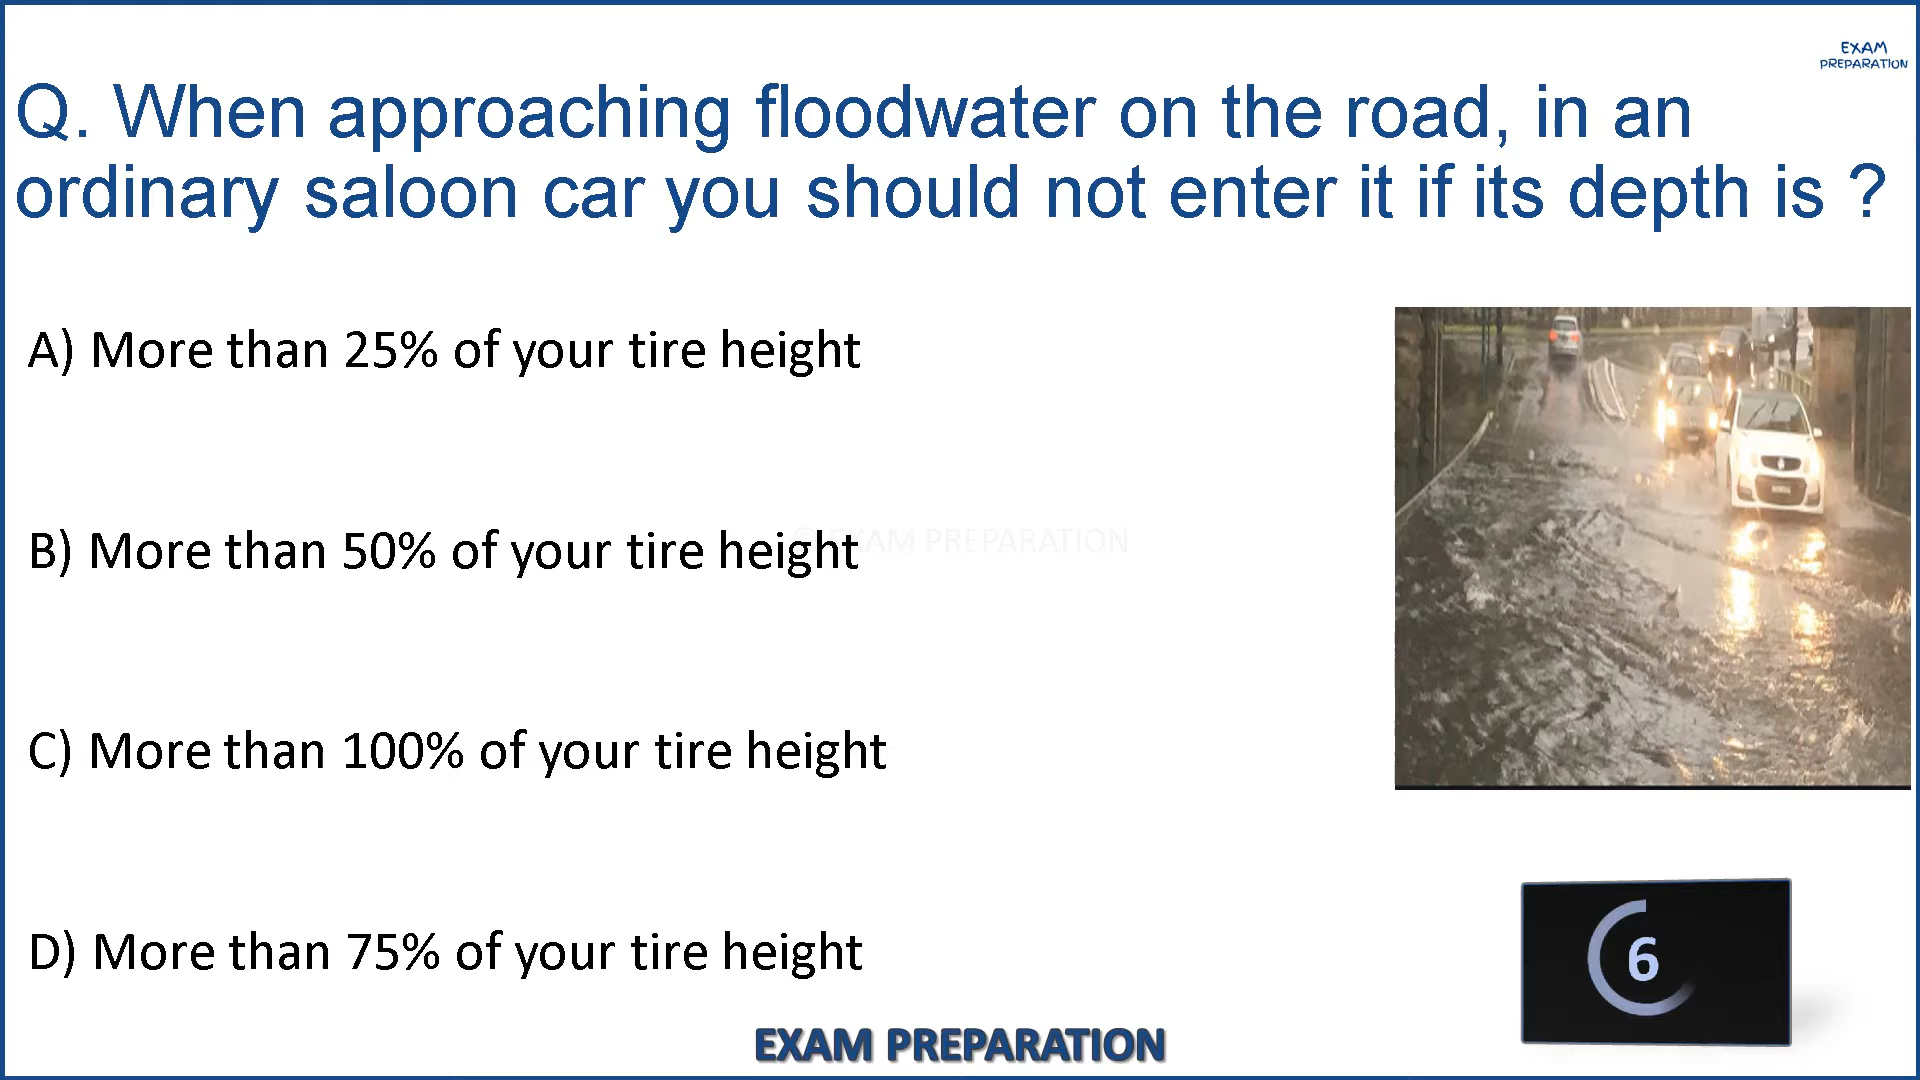 EXAM
PREPARATION
Q. When approaching floodwater on the road, in an
ordinary saloon car you should not enter it if its depth is ?
A) More than 25% of your tire height
B) More than 50% of your tire height
© EXAM PREPARATION
C) More than 100% of your tire height
D) More than 75% of your tire height
6
EXAM PREPARATION